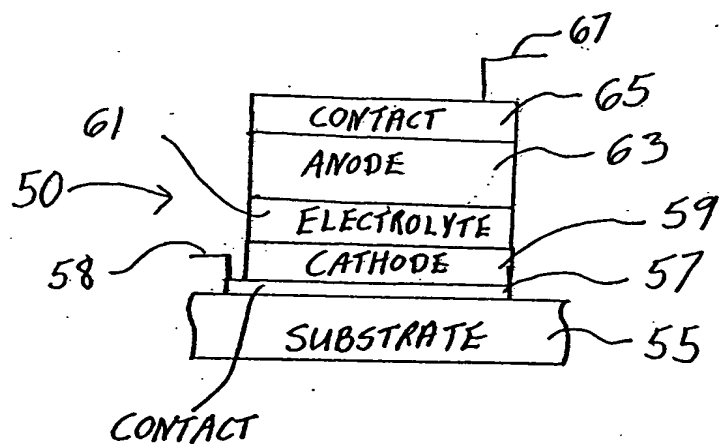 67
CONTACT 65
61
ANODE 63
50
ELECTROLYTE 59
58 CATHODE 57
SUBSTRATE 55
CONTACT